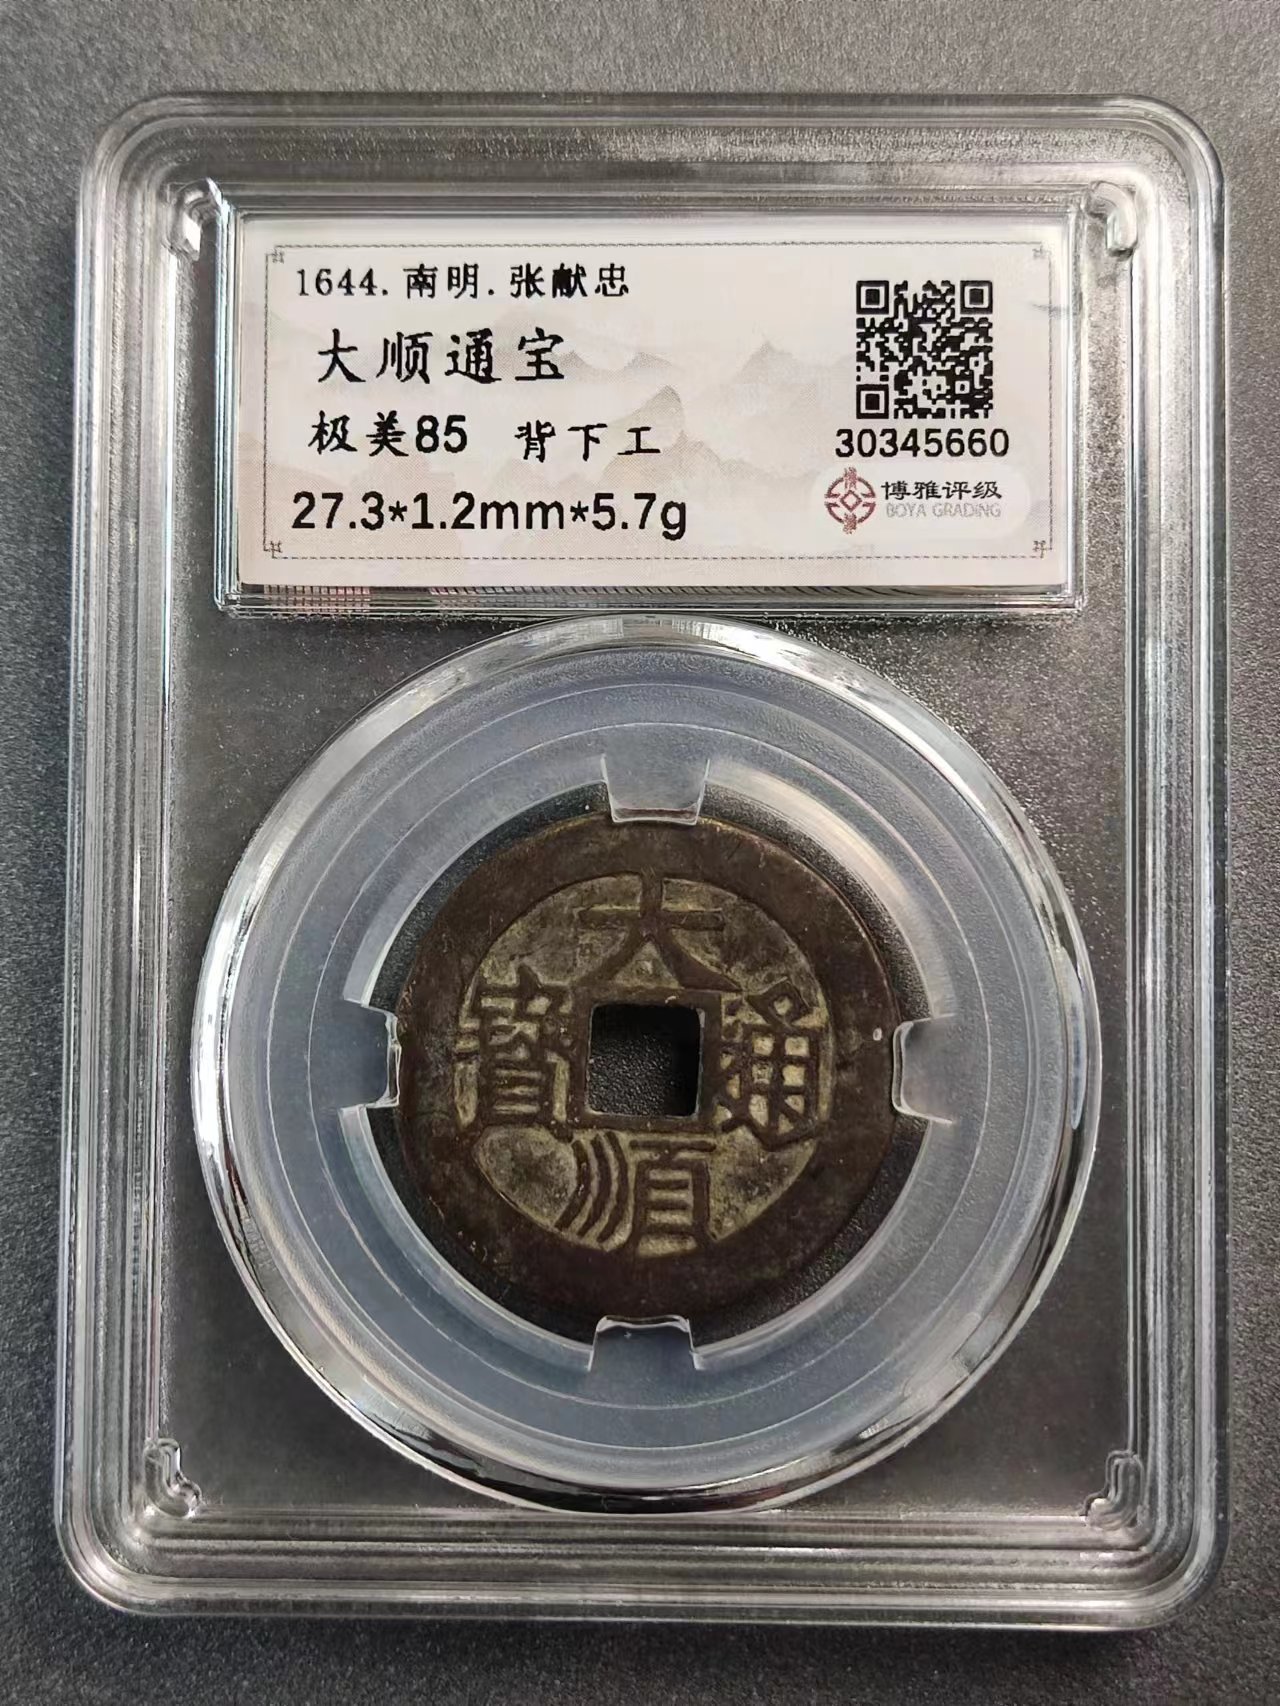 1644.南明.张献忠
大顺通宝
极美85 背下工
27.3*1.2mm*5.7g
30345660
博雅评级
BOYA GRADING
大
寶 通
順